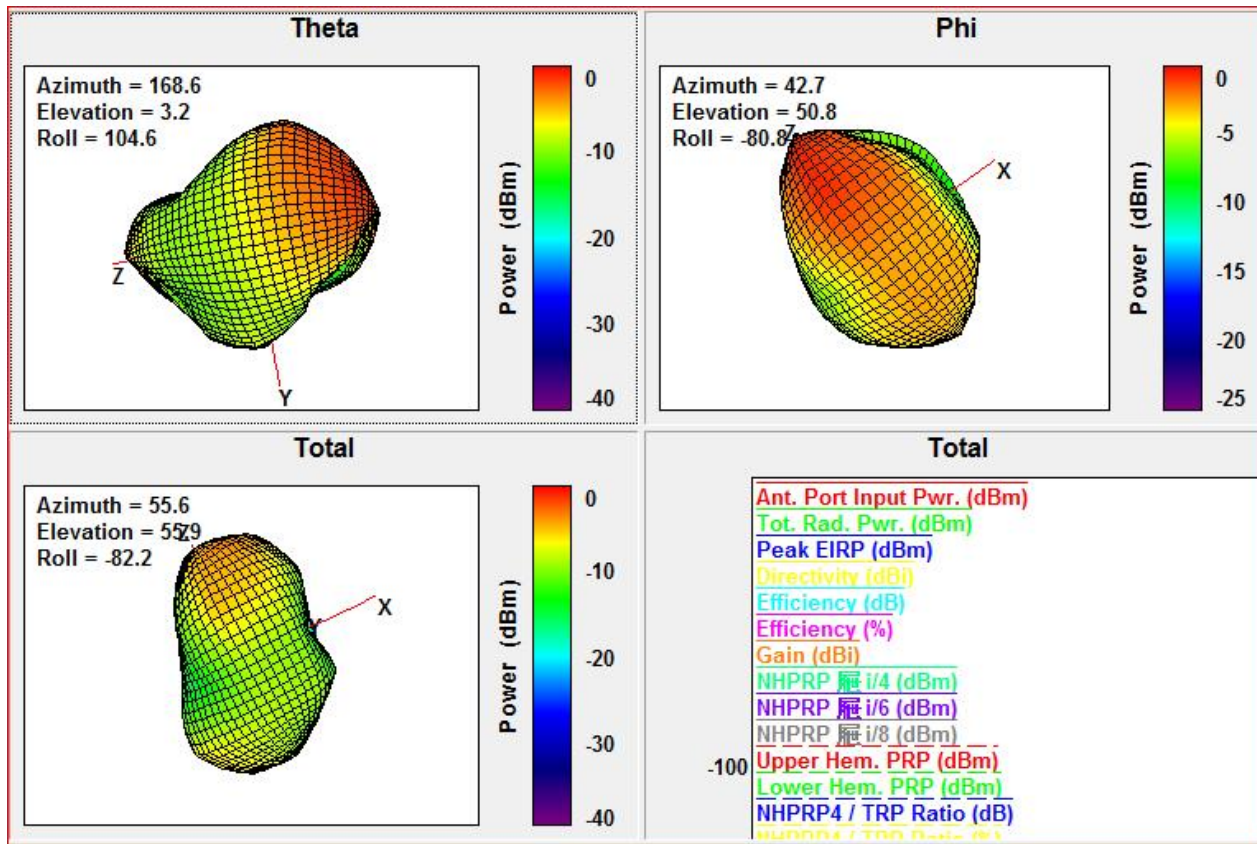 Theta
Azimuth = 168.6
Elevation = 3.2
Roll = 104.6
Z
Y
0
-10
-20
-30
-40
Power (dBm)
Phi
Azimuth = 42.7
Elevation = 50.8
Roll = -80.8
Z
X
0
-5
-10
-15
-20
-25
Power (dBm)
Total
Azimuth = 55.6
Elevation = 55.9
Roll = -82.2
Z
X
Y
0
-10
-20
-30
-40
Power (dBm)
Total
Ant. Port Input Pwr. (dBm)
Tot. Rad. Pwr. (dBm)
Peak EIRP (dBm)
Directivity (dBi)
Efficiency (dB)
Efficiency (%)
Gain (dBi)
NHPRP i/4 (dBm)
NHPRP i/6 (dBm)
NHPRP i/8 (dBm)
Upper Hem. PRP (dBm)
-100
Lower Hem. PRP (dBm)
NHPRP4 / TRP Ratio (dB)
NHPRP4 / TRP Ratio (%)